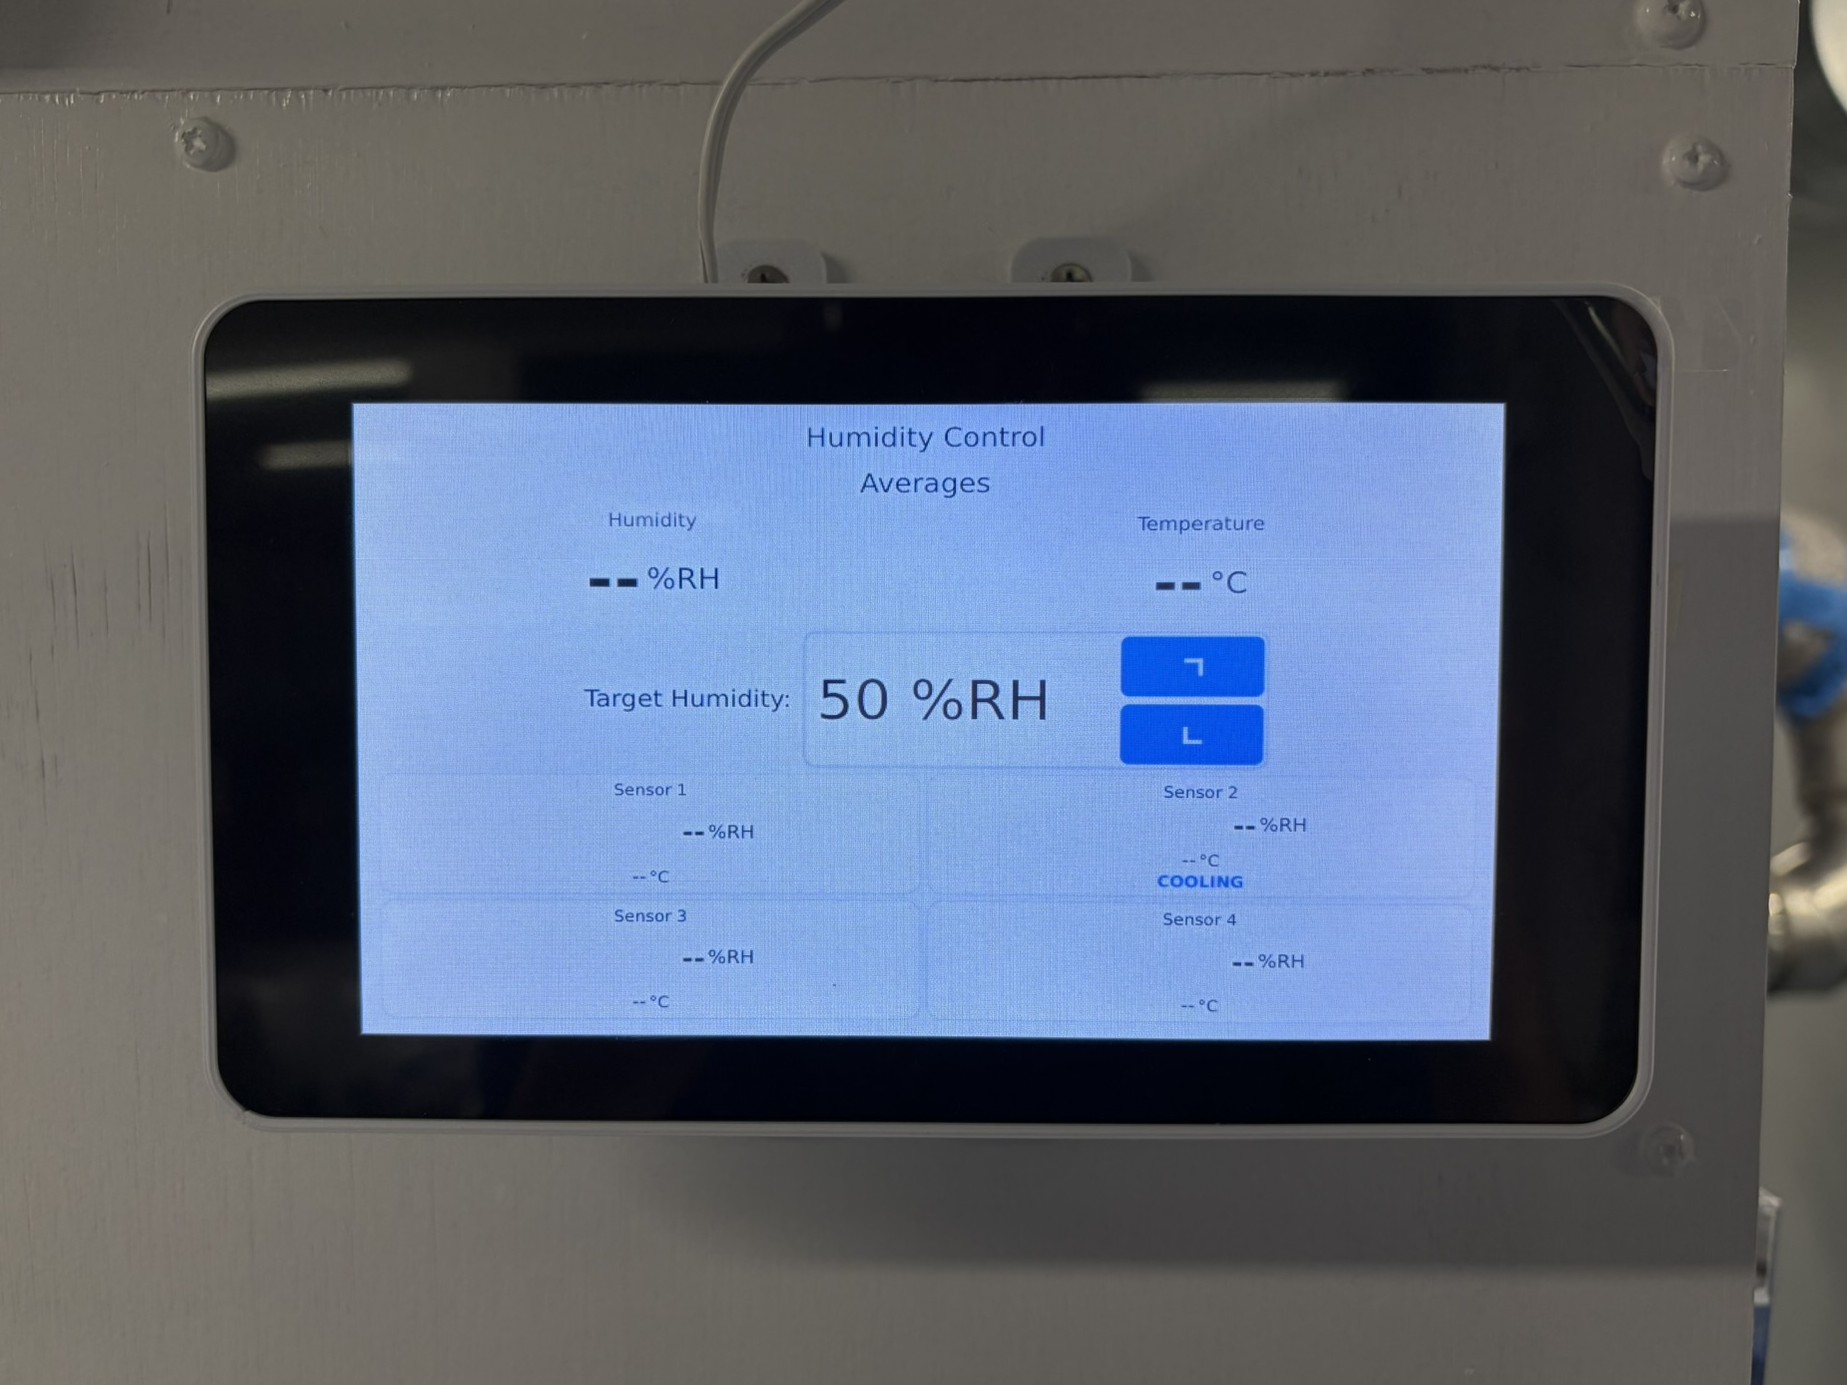 Humidity Control
Averages
Humidity
Temperature
-- %RH
-- °C
Target Humidity: 50 %RH
Sensor 1
--%RH
--°C
Sensor 2
--%RH
--°C
COOLING
Sensor 3
--%RH
--°C
Sensor 4
--%RH
--°C